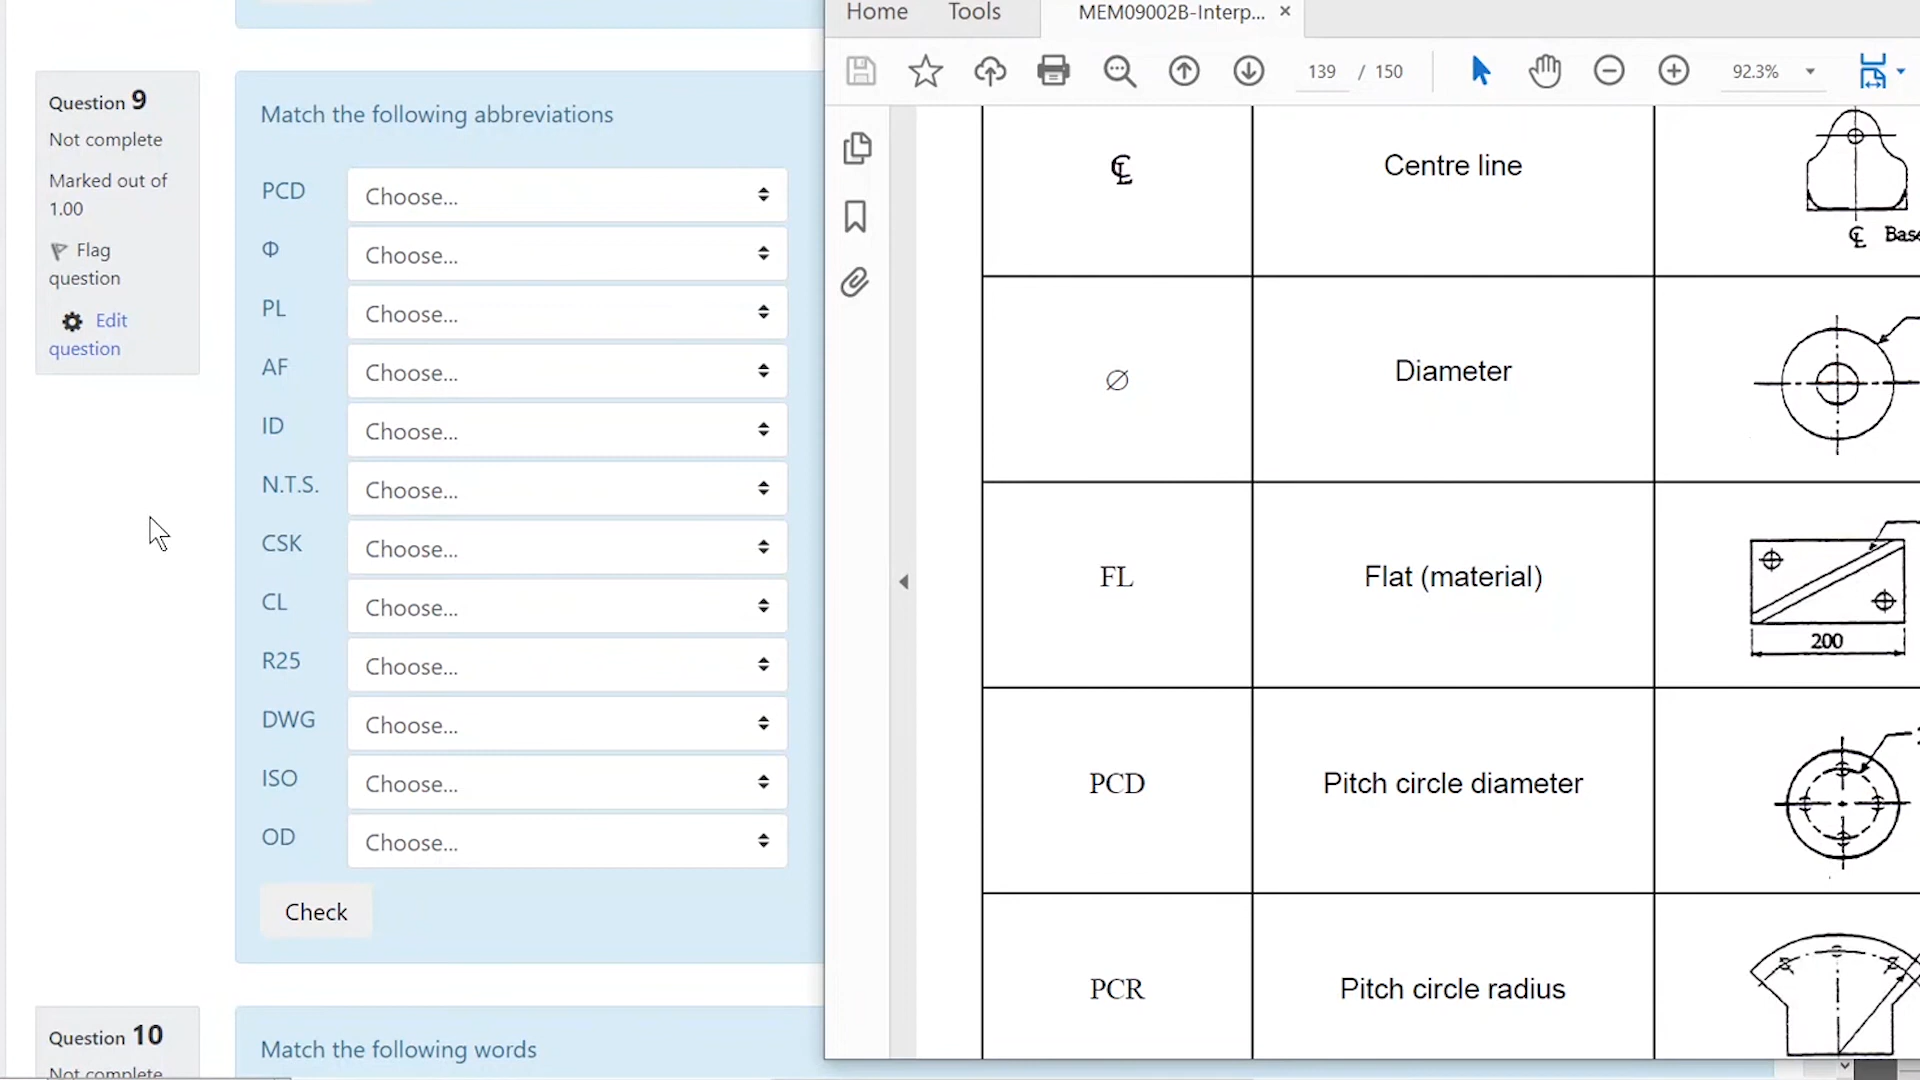 Question 9
Not complete
Marked out of
1.00
Flag
question
Edit
question
Match the following abbreviations
PCD Choose...
Φ Choose...
PL Choose...
AF Choose...
ID Choose...
N.T.S. Choose...
CSK Choose...
CL Choose...
R25 Choose...
DWG Choose...
ISO Choose...
OD Choose...
Check
Question 10
Not complete
Match the following words
Home Tools MEM09002B-Interp... ×
139 / 150 92.3%
℄ Centre line
℄ Base
∅ Diameter
FL Flat (material)
200
PCD Pitch circle diameter
PCR Pitch circle radius